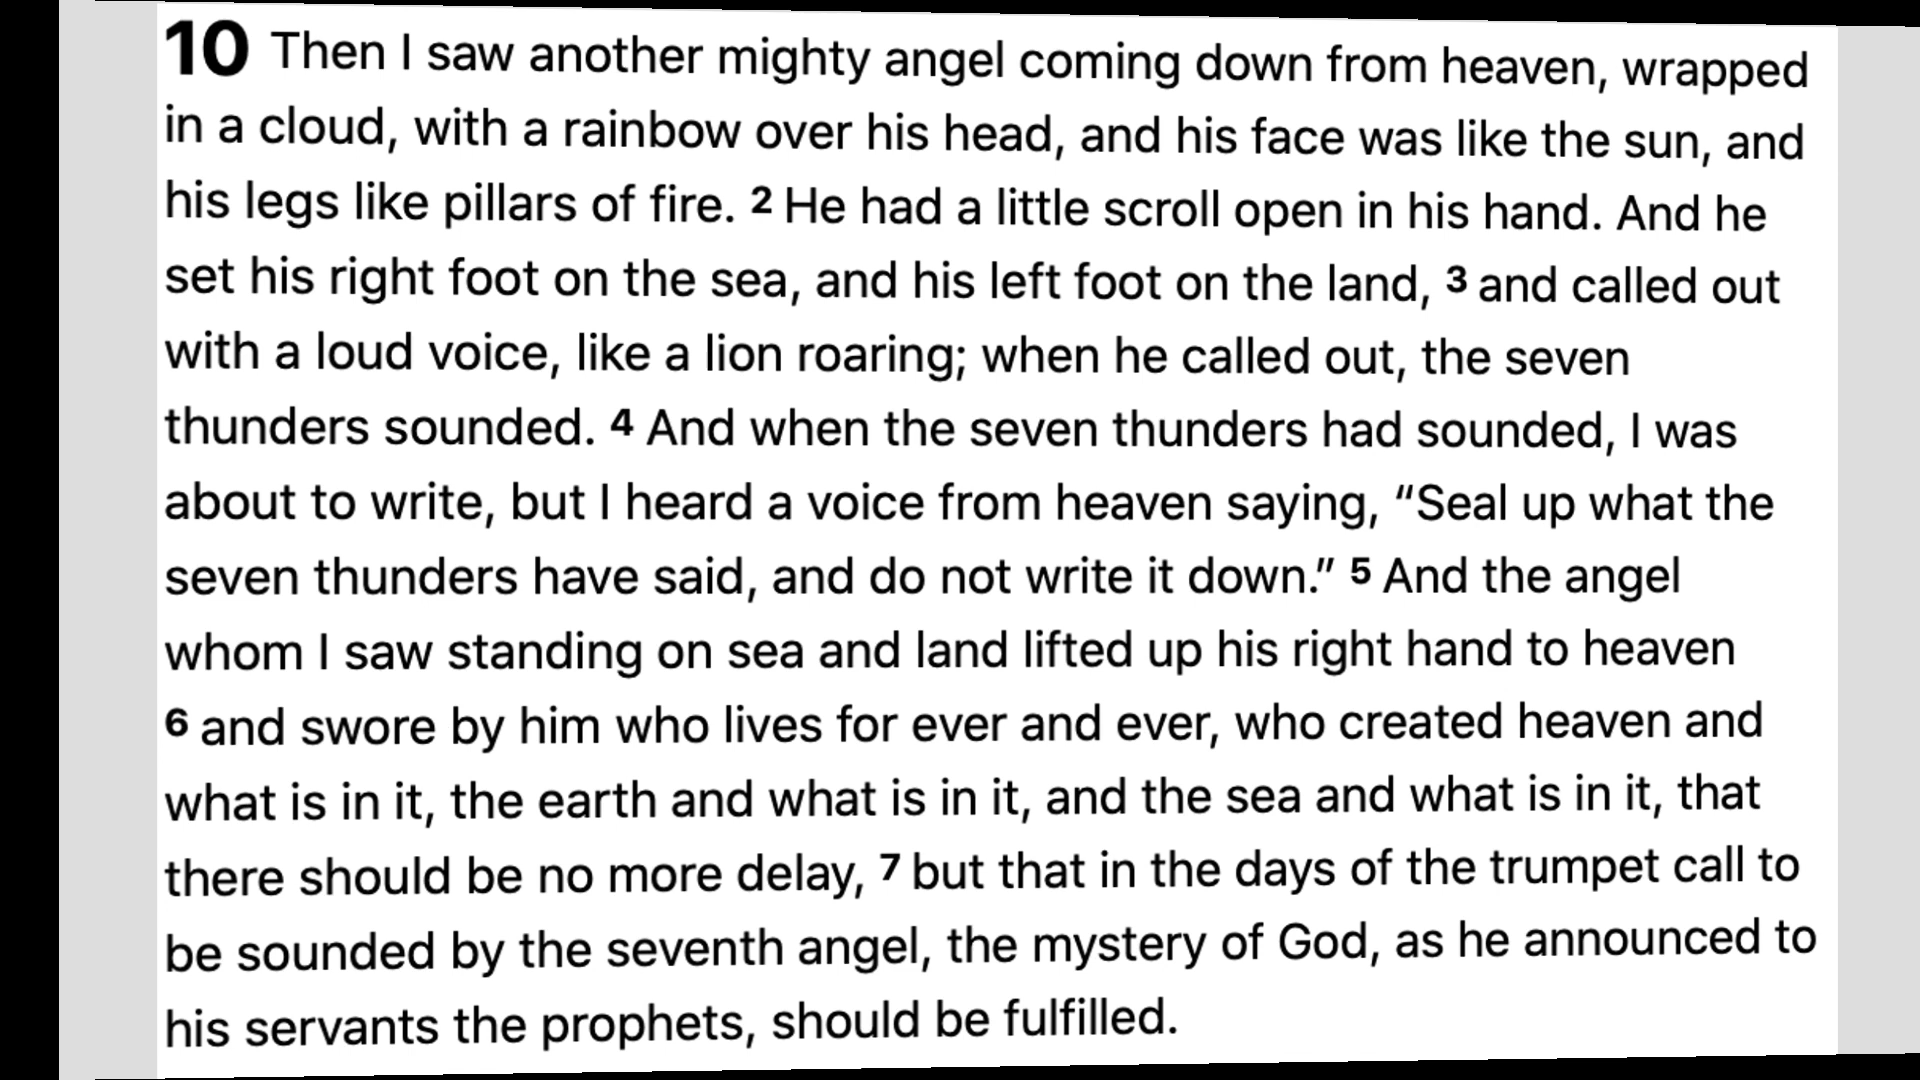 10 Then I saw another mighty angel coming down from heaven, wrapped
in a cloud, with a rainbow over his head, and his face was like the sun, and
his legs like pillars of fire. 2 He had a little scroll open in his hand. And he
set his right foot on the sea, and his left foot on the land, 3 and called out
with a loud voice, like a lion roaring; when he called out, the seven
thunders sounded. 4 And when the seven thunders had sounded, I was
about to write, but I heard a voice from heaven saying, “Seal up what the
seven thunders have said, and do not write it down.” 5 And the angel
whom I saw standing on sea and land lifted up his right hand to heaven
6 and swore by him who lives for ever and ever, who created heaven and
what is in it, the earth and what is in it, and the sea and what is in it, that
there should be no more delay, 7 but that in the days of the trumpet call to
be sounded by the seventh angel, the mystery of God, as he announced to
his servants the prophets, should be fulfilled.